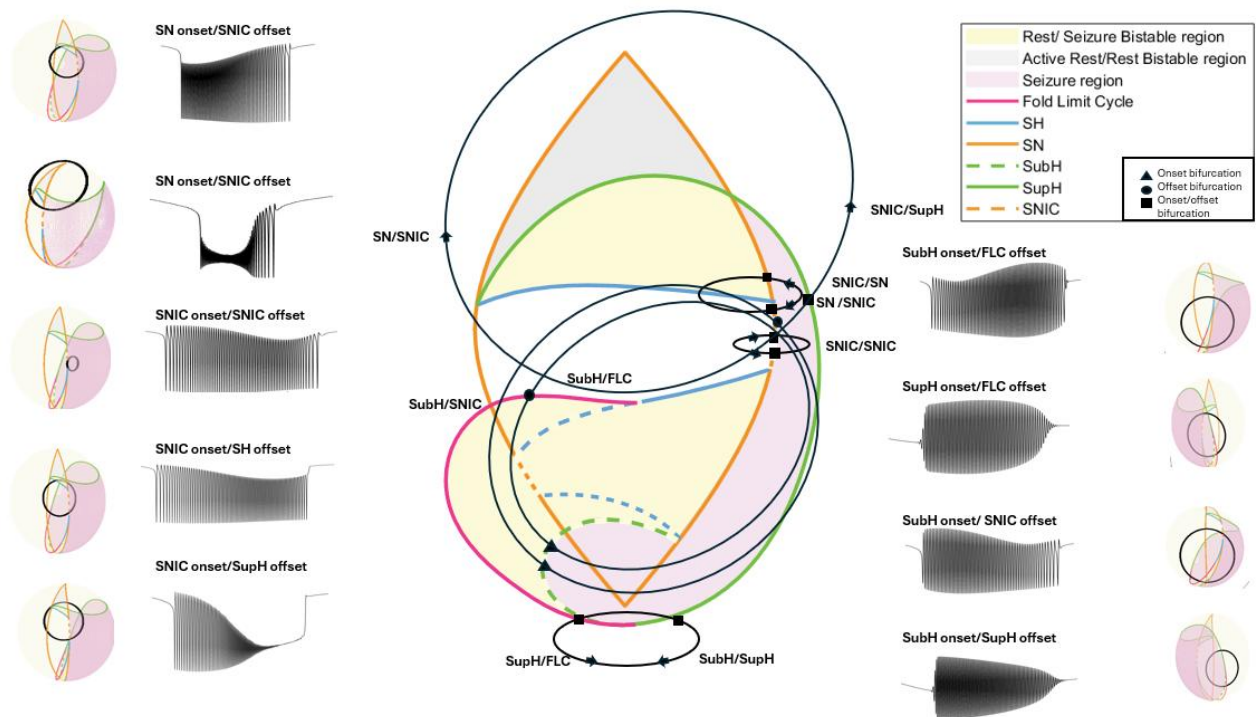 SN onset/SNIC offset
SN onset/SNIC offset
SNIC onset/SNIC offset
SNIC onset/SH offset
SNIC onset/SupH offset
SN/SNIC
SNIC/SupH
SNIC/SN
SN/SNIC
SNIC/SNIC
SubH/FLC
SubH/SNIC
SupH/FLC
SubH/SupH
Rest/ Seizure Bistable region
Active Rest/Rest Bistable region
Seizure region
Fold Limit Cycle
SH
SN
SubH
SupH
SNIC
Onset bifurcation
Offset bifurcation
Onset/offset
bifurcation
SubH onset/FLC offset
SupH onset/FLC offset
SubH onset/ SNIC offset
SubH onset/SupH offset